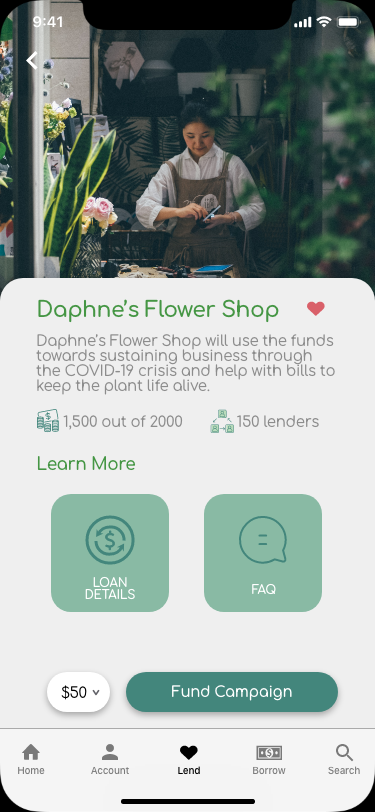 9:41
Daphne's Flower Shop
Daphne's Flower Shop will use the funds
towards sustaining business through
the COVID-19 crisis and help with bills to
keep the plant life alive.
1,500 out of 2000
150 lenders
Learn More
LOAN
DETAILS
FAQ
$50
Fund Campaign
Home
Account
Lend
Borrow
Search